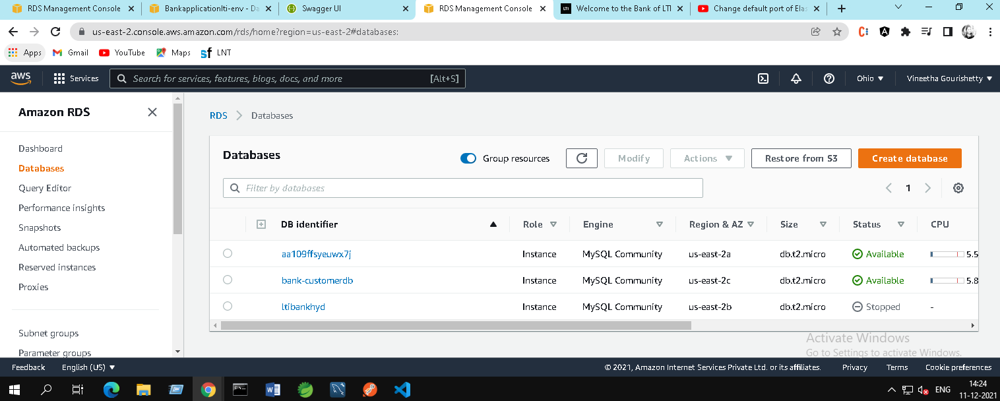 RDS Management Console
Bankapplicationlti-env - Da
Swagger UI
RDS Management Console
LTI Welcome to the Bank of LTI
Change default port of Elas
us-east-2.console.aws.amazon.com/rds/home?region=us-east-2#databases:
Apps Gmail YouTube Maps sf LNT
aws Services Search for services, features, blogs, docs, and more [Alt+S] Ohio Vineetha Gourishetty
Amazon RDS
Dashboard
Databases
Query Editor
Performance insights
Snapshots
Automated backups
Reserved instances
Proxies
Subnet groups
Parameter groups
RDS Databases
Databases Group resources Modify Actions Restore from S3 Create database
Filter by databases 1
DB identifier Role Engine Region & AZ Size Status CPU
aa109ffsyeuwx7j Instance MySQL Community us-east-2a db.t2.micro Available 5.5
bank-customerdb Instance MySQL Community us-east-2c db.t2.micro Available 5.8
ltibankhyd Instance MySQL Community us-east-2b db.t2.micro Stopped -
Activate Windows
Go to Settings to activate Windows.
Feedback English (US) © 2021, Amazon Internet Services Private Ltd. or its affiliates. Privacy Terms Cookie preferences
ENG 14:24
11-12-2021